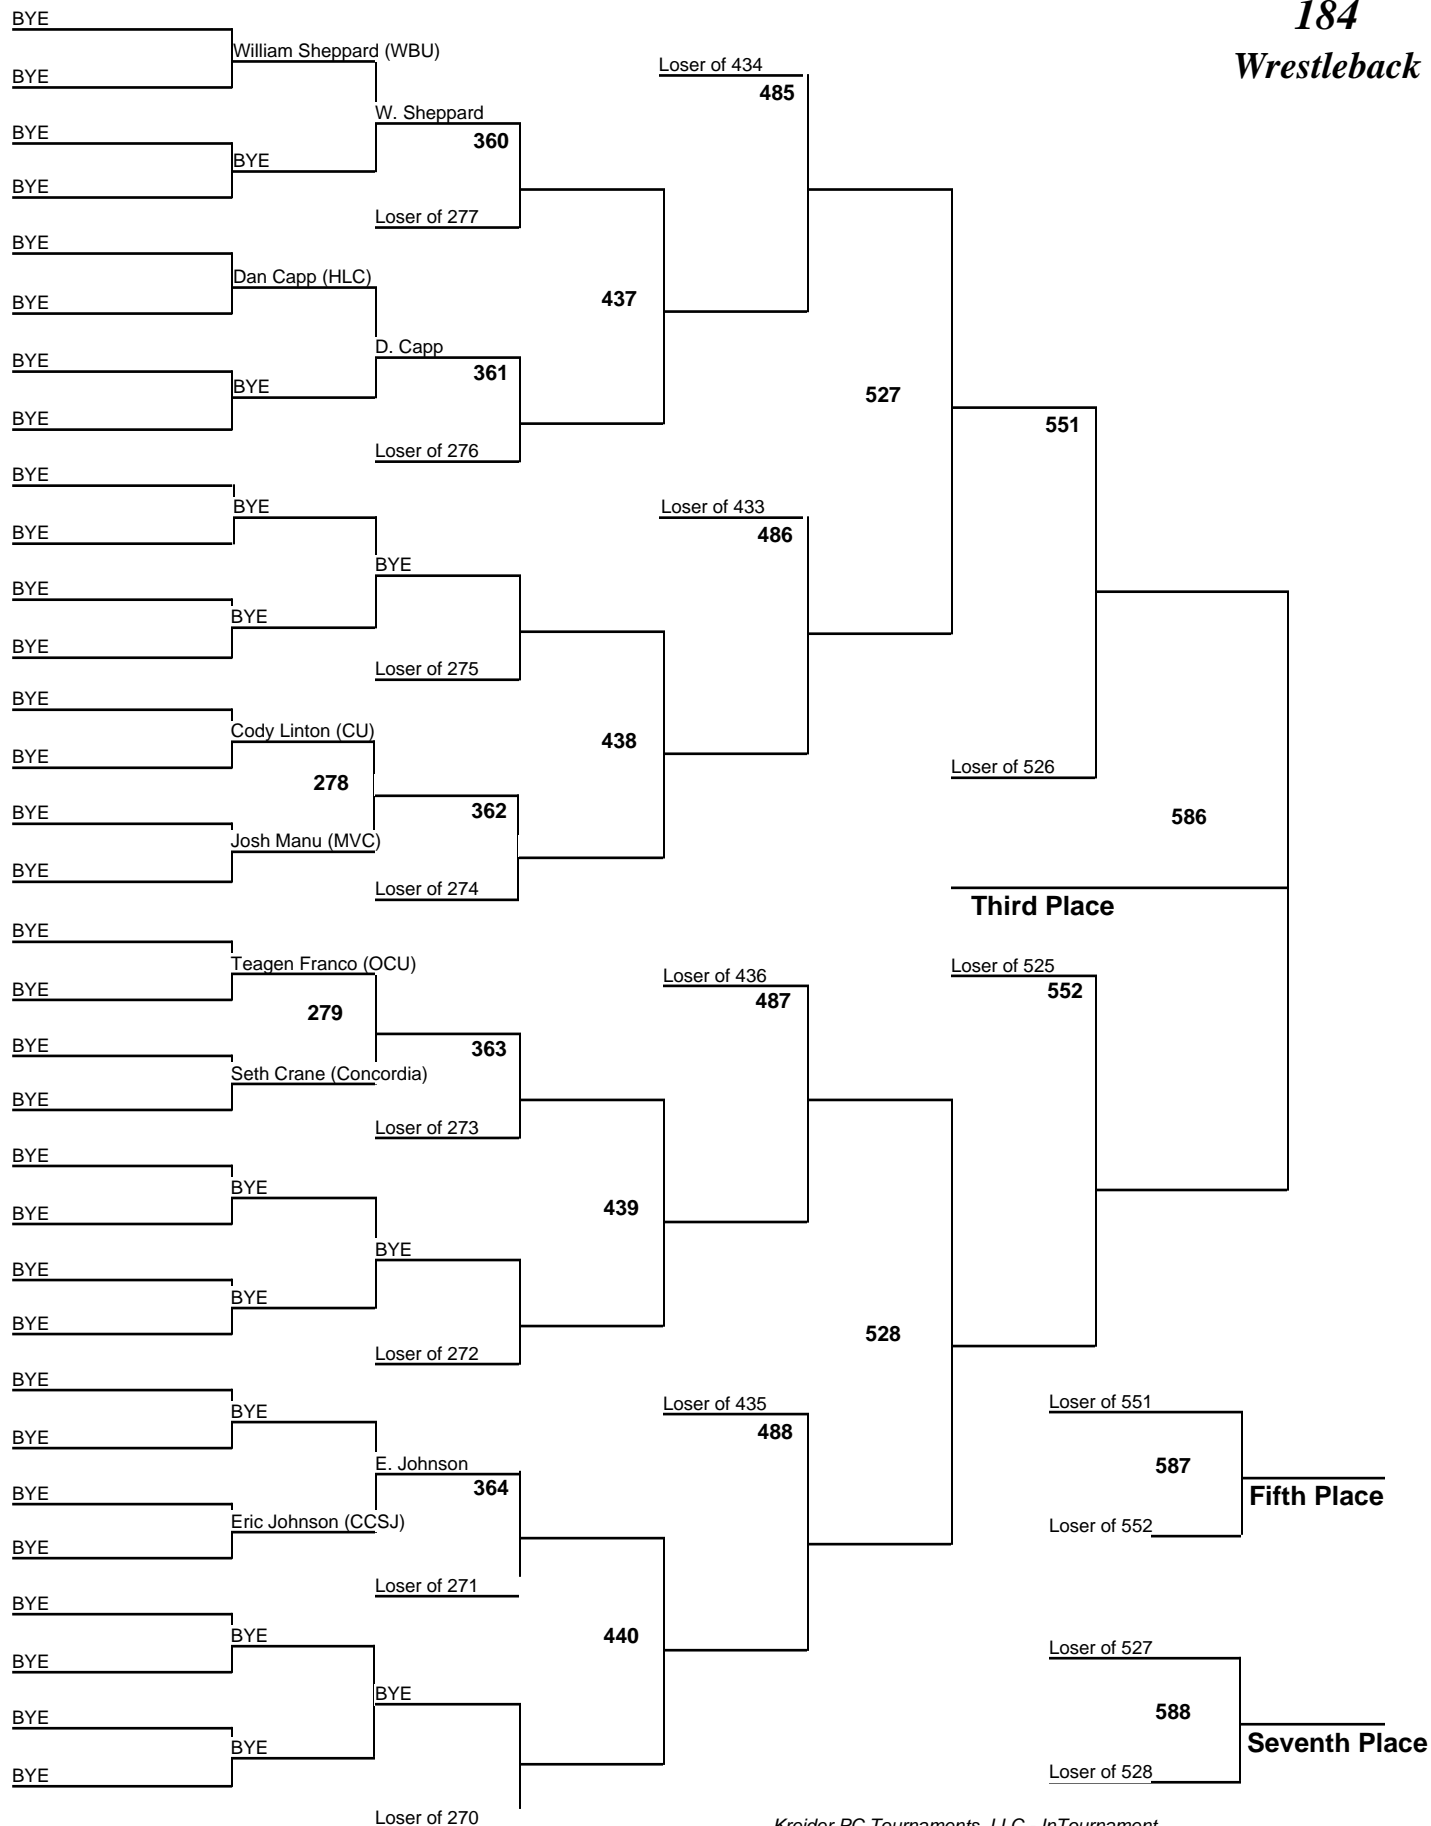 184
Wrestleback
BYE
William Sheppard (WBU)
BYE
Loser of 434
485
W. Sheppard
360
BYE
BYE
BYE
Loser of 277
BYE
Dan Capp (HLC)
BYE
437
D. Capp
361
BYE
BYE
BYE
527
551
Loser of 276
BYE
BYE
BYE
Loser of 433
486
BYE
BYE
BYE
BYE
Loser of 275
BYE
Cody Linton (CU)
BYE
438
278
Loser of 526
362
BYE
586
Josh Manu (MVC)
BYE
Loser of 274
Third Place
BYE
Teagen Franco (OCU)
BYE
Loser of 436
487
Loser of 525
552
279
363
BYE
Seth Crane (Concordia)
BYE
Loser of 273
BYE
BYE
BYE
439
BYE
BYE
BYE
BYE
528
Loser of 272
BYE
BYE
BYE
Loser of 435
488
Loser of 551
E. Johnson
364
587
BYE
Eric Johnson (CCSJ)
BYE
Fifth Place
Loser of 552
Loser of 271
BYE
BYE
BYE
440
Loser of 527
BYE
588
BYE
BYE
BYE
Seventh Place
Loser of 528
Loser of 270
Kreider PC Tournaments, LLC - InTournament